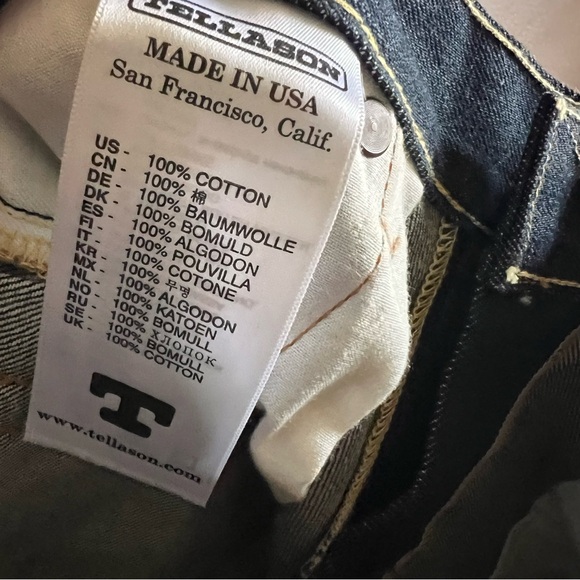 TELLASON
MADE IN USA
San Francisco, Calif.
US - 100% COTTON
CN - 100% 棉
DE - 100% BAUMWOLLE
DK - 100% BOMULD
ES - 100% ALGODON
FI - 100% POUVILLA
IT - 100% COTONE
KR - 100% 무명
MX - 100% ALGODON
NL - 100% KATOEN
NO - 100% BOMULL
RU - 100% ХЛОПОК
SE - 100% BOMULL
UK - 100% COTTON
T
www.tellason.com